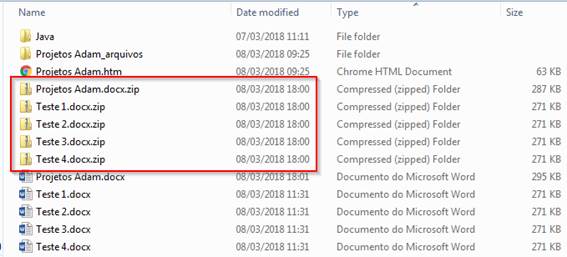 Name Date modified Type Size
Java 07/03/2018 11:11 File folder
Projetos Adam_arquivos 08/03/2018 09:25 File folder
Projetos Adam.htm 08/03/2018 09:25 Chrome HTML Document 63 KB
Projetos Adam.docx.zip 08/03/2018 18:00 Compressed (zipped) Folder 287 KB
Teste 1.docx.zip 08/03/2018 18:00 Compressed (zipped) Folder 271 KB
Teste 2.docx.zip 08/03/2018 18:00 Compressed (zipped) Folder 271 KB
Teste 3.docx.zip 08/03/2018 18:00 Compressed (zipped) Folder 271 KB
Teste 4.docx.zip 08/03/2018 18:00 Compressed (zipped) Folder 271 KB
Projetos Adam.docx 08/03/2018 18:01 Documento do Microsoft Word 295 KB
Teste 1.docx 08/03/2018 11:31 Documento do Microsoft Word 271 KB
Teste 2.docx 08/03/2018 11:31 Documento do Microsoft Word 271 KB
Teste 3.docx 08/03/2018 11:31 Documento do Microsoft Word 271 KB
Teste 4.docx 08/03/2018 11:31 Documento do Microsoft Word 271 KB